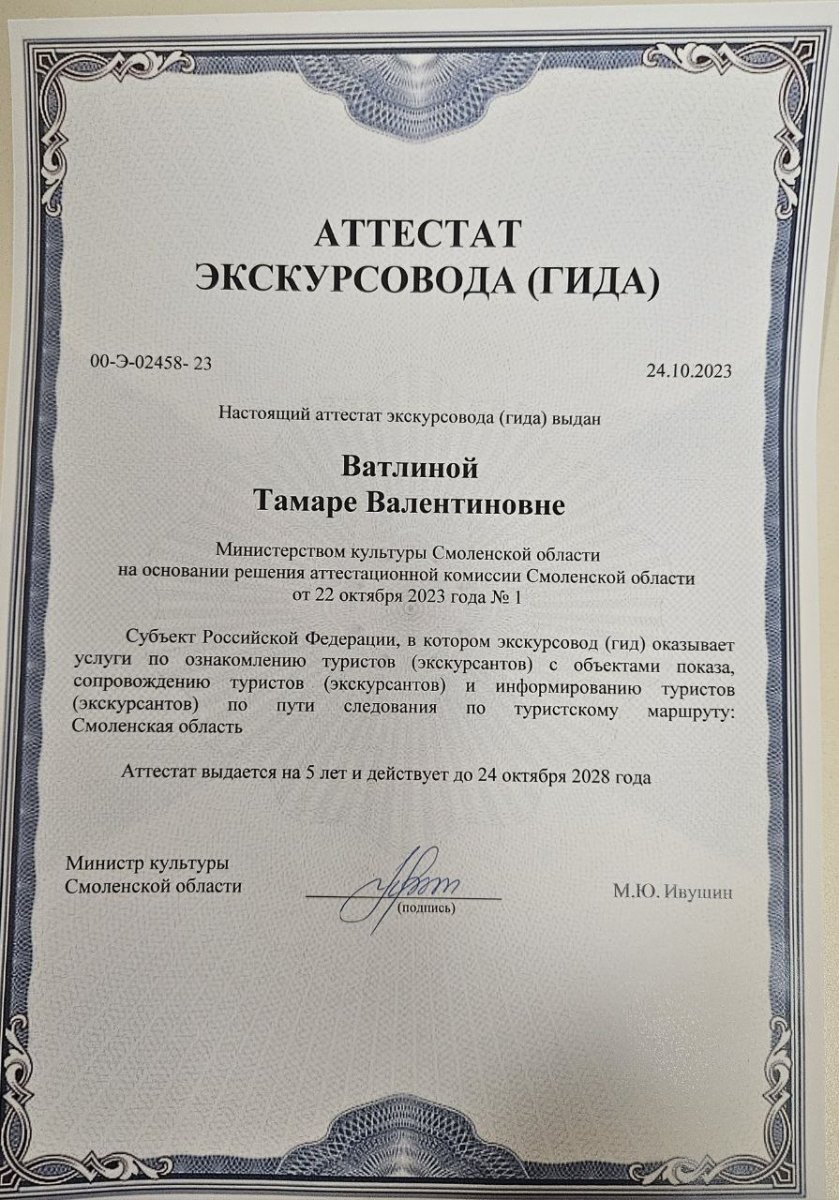 АТТЕСТАТ
ЭКСКУРСОВОДА (ГИДА)
00-Э-02458- 23
24.10.2023
Настоящий аттестат экскурсовода (гида) выдан
Ватлиной
Тамаре Валентиновне
Министерством культуры Смоленской области
на основании решения аттестационной комиссии Смоленской области
от 22 октября 2023 года № 1
Субъект Российской Федерации, в котором экскурсовод (гид) оказывает
услуги по ознакомлению туристов (экскурсантов) с объектами показа,
сопровождению туристов (экскурсантов) и информированию туристов
(экскурсантов) по пути следования по туристскому маршруту:
Смоленская область
Аттестат выдается на 5 лет и действует до 24 октября 2028 года
Министр культуры
Смоленской области
(подпись)
М.Ю. Ивушин